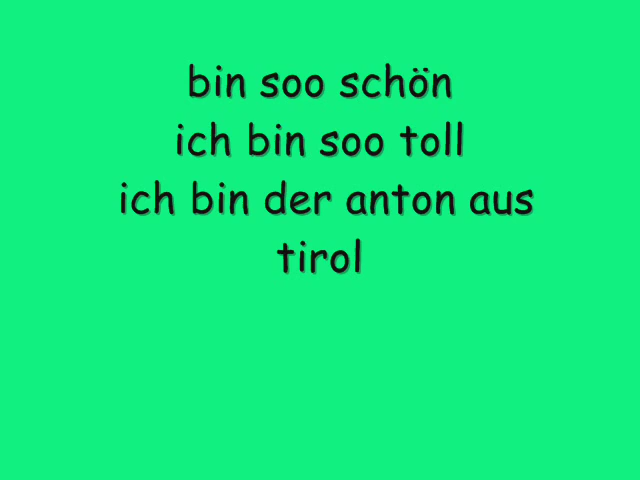 bin soo schön
ich bin soo toll
ich bin der anton aus
tirol